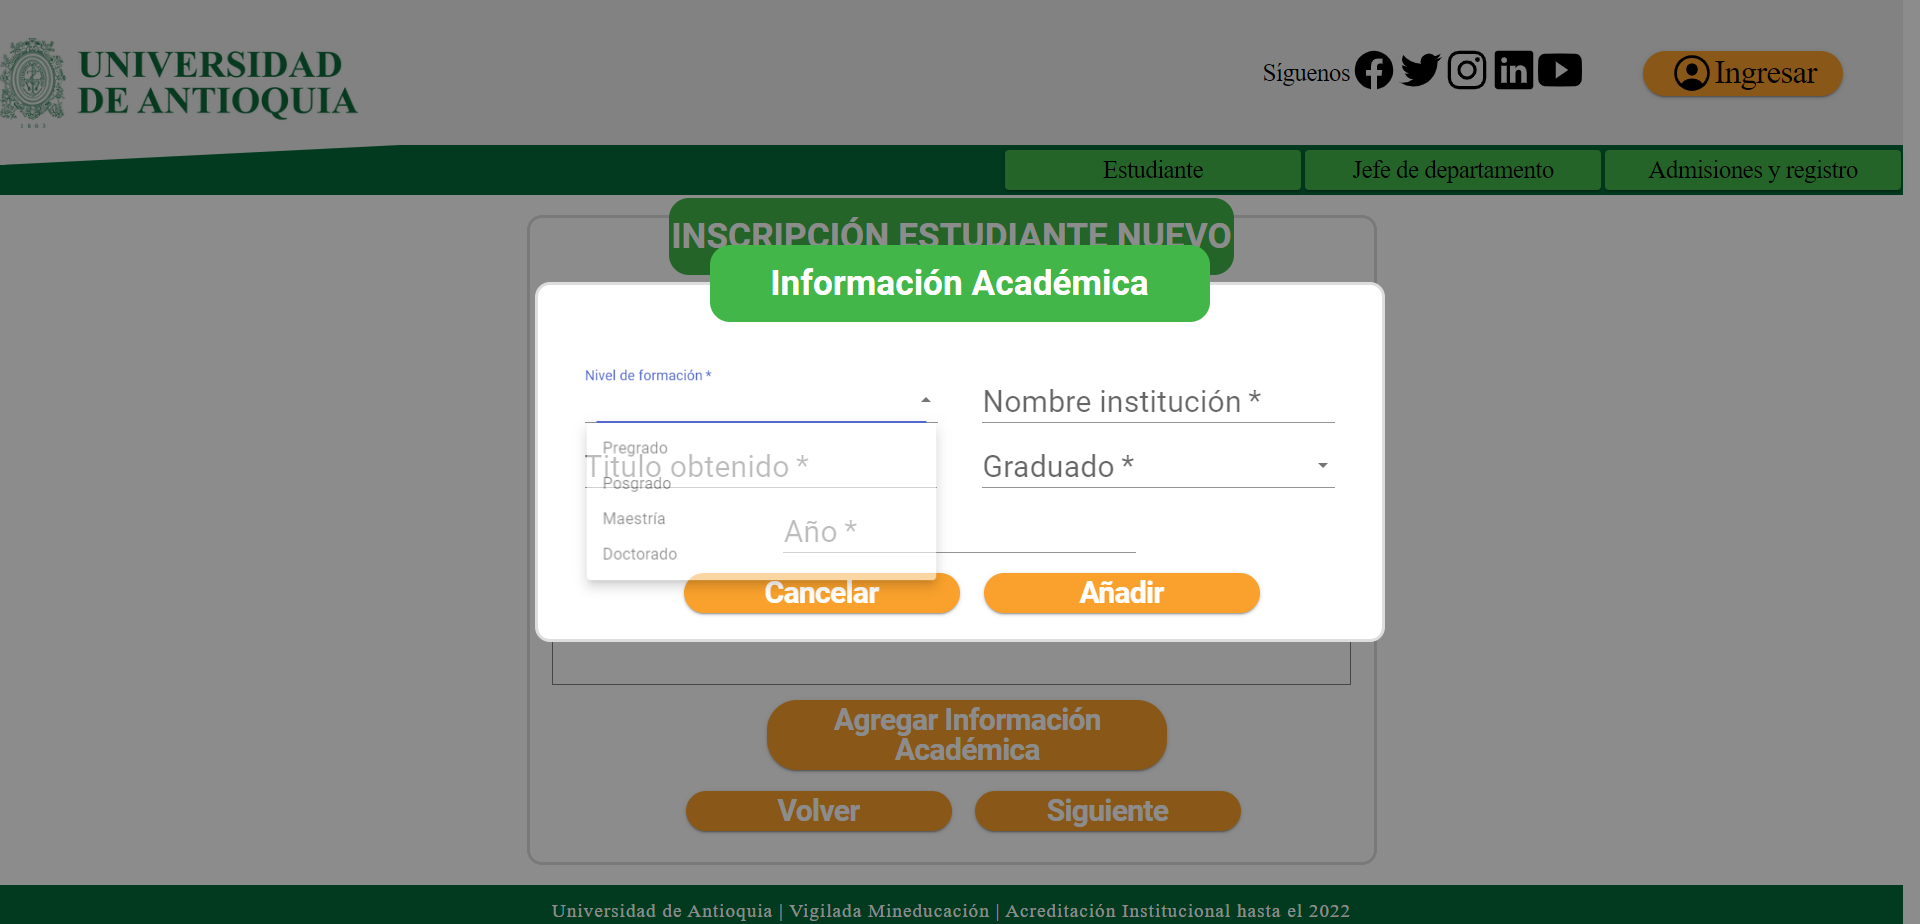 UNIVERSIDAD
DE ANTIOQUIA
1803
Síguenos
Ingresar
Estudiante
Jefe de departamento
Admisiones y registro
INSCRIPCIÓN ESTUDIANTE NUEVO
Información Académica
Nivel de formación *
Nombre institución *
Pregrado
Titulo obtenido *
Graduado *
Posgrado
Maestría
Año *
Doctorado
Cancelar
Añadir
Agregar Información
Académica
Volver
Siguiente
Universidad de Antioquia | Vigilada Mineducación | Acreditación Institucional hasta el 2022